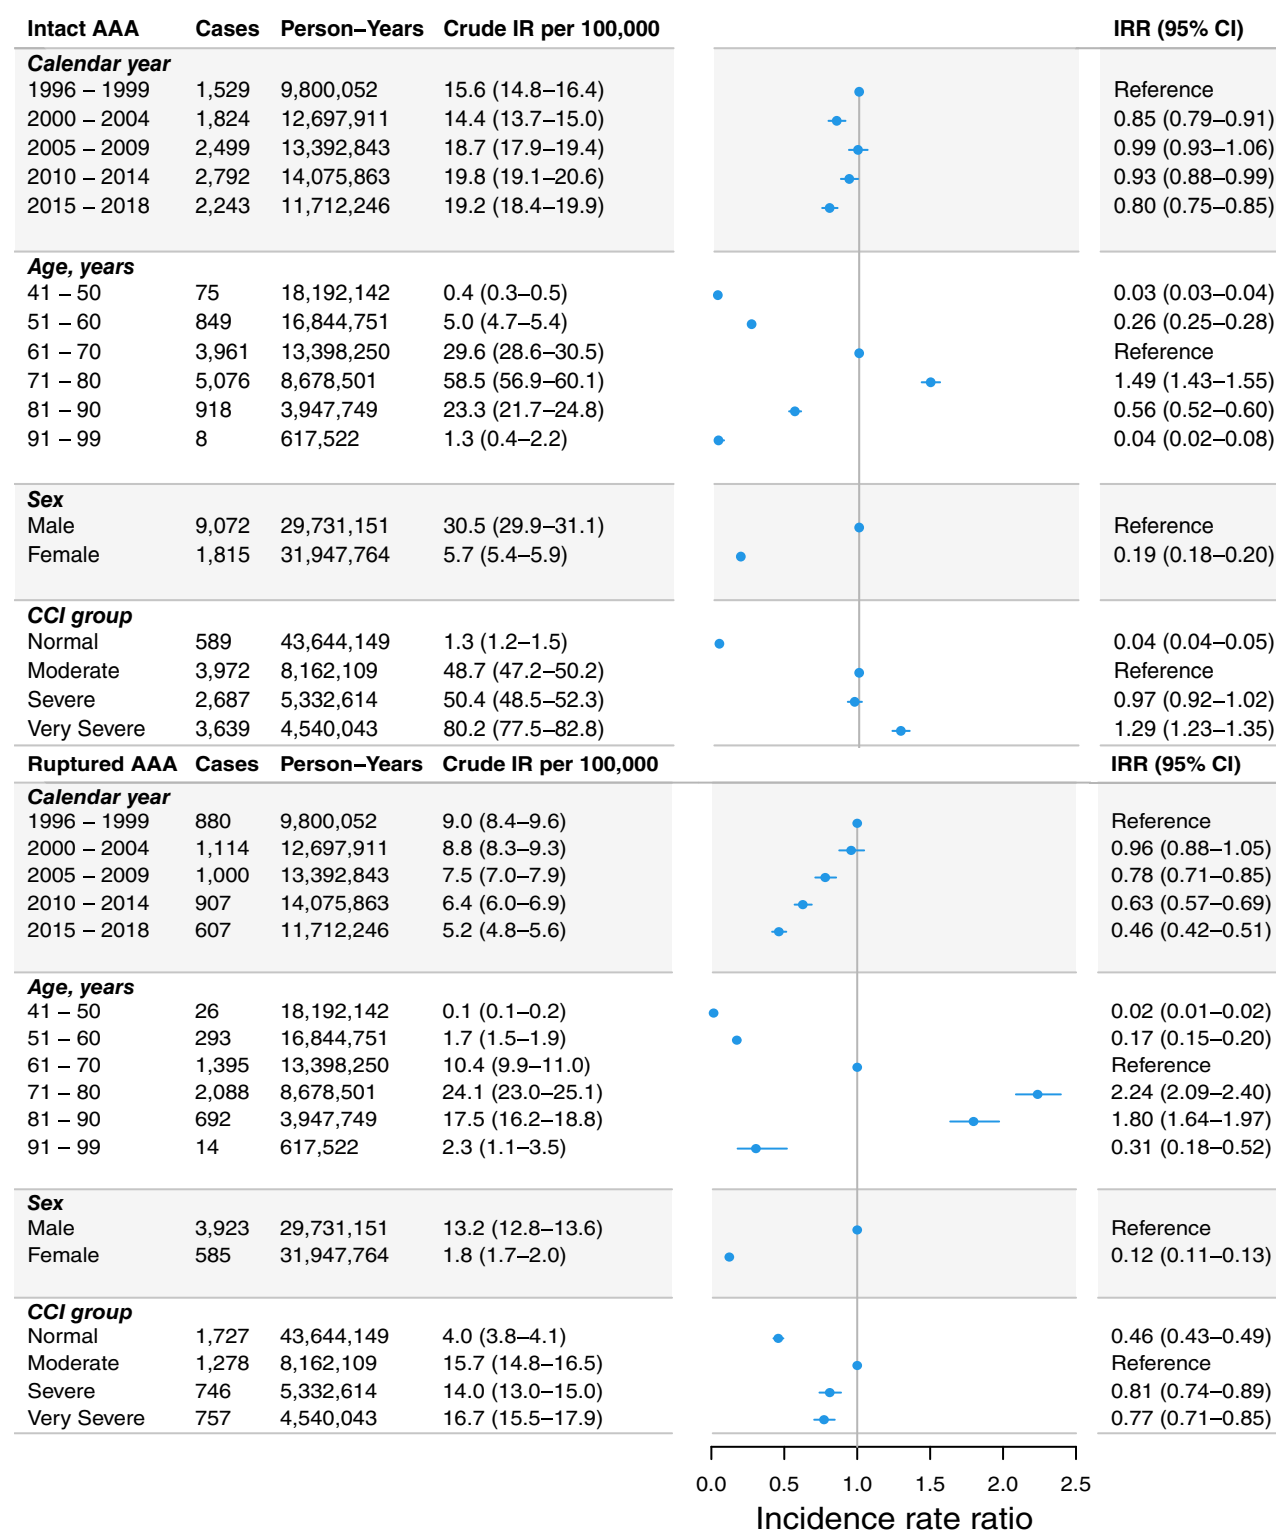 Intact AAA Cases Person–Years Crude IR per 100,000 IRR (95% CI)
Calendar year
1996 – 1999 1,529 9,800,052 15.6 (14.8–16.4) Reference
2000 – 2004 1,824 12,697,911 14.4 (13.7–15.0) 0.85 (0.79–0.91)
2005 – 2009 2,499 13,392,843 18.7 (17.9–19.4) 0.99 (0.93–1.06)
2010 – 2014 2,792 14,075,863 19.8 (19.1–20.6) 0.93 (0.88–0.99)
2015 – 2018 2,243 11,712,246 19.2 (18.4–19.9) 0.80 (0.75–0.85)
Age, years
41 – 50 75 18,192,142 0.4 (0.3–0.5) 0.03 (0.03–0.04)
51 – 60 849 16,844,751 5.0 (4.7–5.4) 0.26 (0.25–0.28)
61 – 70 3,961 13,398,250 29.6 (28.6–30.5) Reference
71 – 80 5,076 8,678,501 58.5 (56.9–60.1) 1.49 (1.43–1.55)
81 – 90 918 3,947,749 23.3 (21.7–24.8) 0.56 (0.52–0.60)
91 – 99 8 617,522 1.3 (0.4–2.2) 0.04 (0.02–0.08)
Sex
Male 9,072 29,731,151 30.5 (29.9–31.1) Reference
Female 1,815 31,947,764 5.7 (5.4–5.9) 0.19 (0.18–0.20)
CCI group
Normal 589 43,644,149 1.3 (1.2–1.5) 0.04 (0.04–0.05)
Moderate 3,972 8,162,109 48.7 (47.2–50.2) Reference
Severe 2,687 5,332,614 50.4 (48.5–52.3) 0.97 (0.92–1.02)
Very Severe 3,639 4,540,043 80.2 (77.5–82.8) 1.29 (1.23–1.35)
Ruptured AAA Cases Person–Years Crude IR per 100,000 IRR (95% CI)
Calendar year
1996 – 1999 880 9,800,052 9.0 (8.4–9.6) Reference
2000 – 2004 1,114 12,697,911 8.8 (8.3–9.3) 0.96 (0.88–1.05)
2005 – 2009 1,000 13,392,843 7.5 (7.0–7.9) 0.78 (0.71–0.85)
2010 – 2014 907 14,075,863 6.4 (6.0–6.9) 0.63 (0.57–0.69)
2015 – 2018 607 11,712,246 5.2 (4.8–5.6) 0.46 (0.42–0.51)
Age, years
41 – 50 26 18,192,142 0.1 (0.1–0.2) 0.02 (0.01–0.02)
51 – 60 293 16,844,751 1.7 (1.5–1.9) 0.17 (0.15–0.20)
61 – 70 1,395 13,398,250 10.4 (9.9–11.0) Reference
71 – 80 2,088 8,678,501 24.1 (23.0–25.1) 2.24 (2.09–2.40)
81 – 90 692 3,947,749 17.5 (16.2–18.8) 1.80 (1.64–1.97)
91 – 99 14 617,522 2.3 (1.1–3.5) 0.31 (0.18–0.52)
Sex
Male 3,923 29,731,151 13.2 (12.8–13.6) Reference
Female 585 31,947,764 1.8 (1.7–2.0) 0.12 (0.11–0.13)
CCI group
Normal 1,727 43,644,149 4.0 (3.8–4.1) 0.46 (0.43–0.49)
Moderate 1,278 8,162,109 15.7 (14.8–16.5) Reference
Severe 746 5,332,614 14.0 (13.0–15.0) 0.81 (0.74–0.89)
Very Severe 757 4,540,043 16.7 (15.5–17.9) 0.77 (0.71–0.85)
0.0 0.5 1.0 1.5 2.0 2.5
Incidence rate ratio